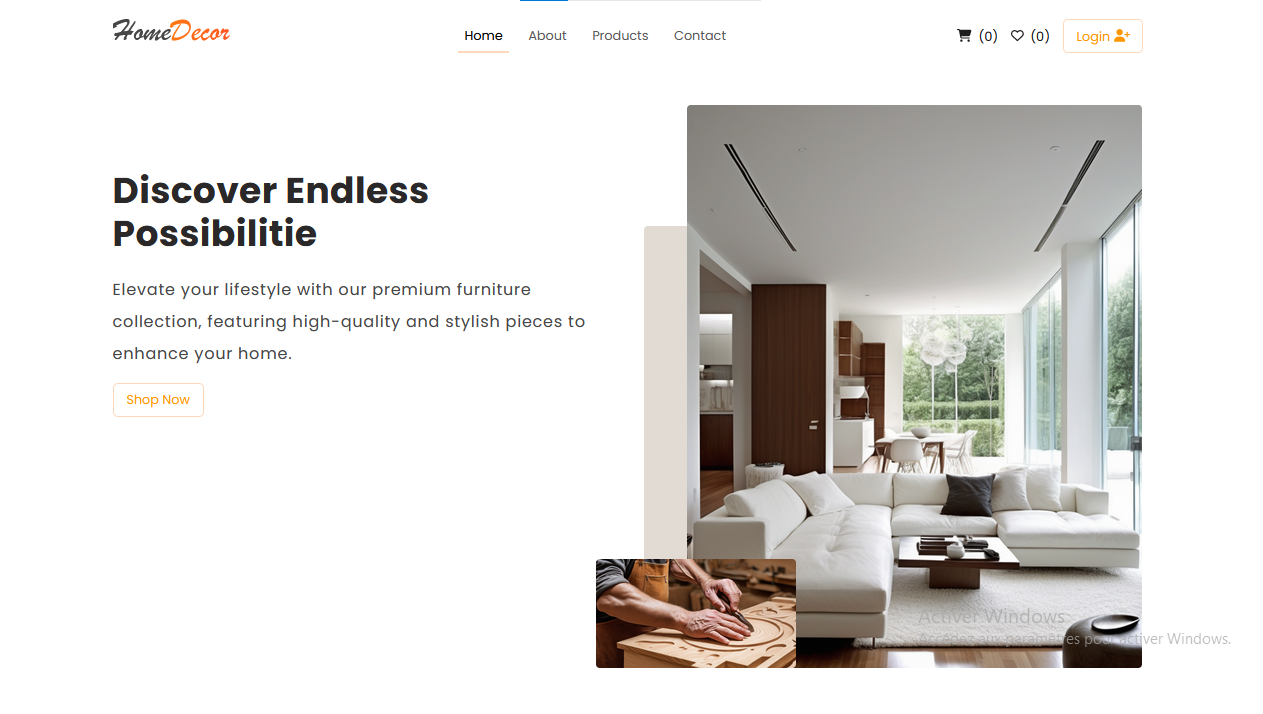 HomeDecor
Home About Products Contact
(0) (0) Login
Discover Endless
Possibilitie
Elevate your lifestyle with our premium furniture
collection, featuring high-quality and stylish pieces to
enhance your home.
Shop Now
Activer Windows
Accédez aux paramètres pour activer Windows.